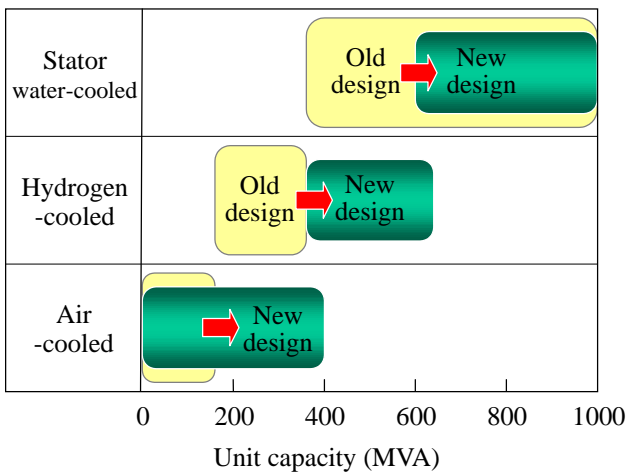 Stator
water-cooled
Old
design
New
design
Hydrogen
-cooled
Old
design
New
design
Air
-cooled
New
design
0 200 400 600 800 1000
Unit capacity (MVA)